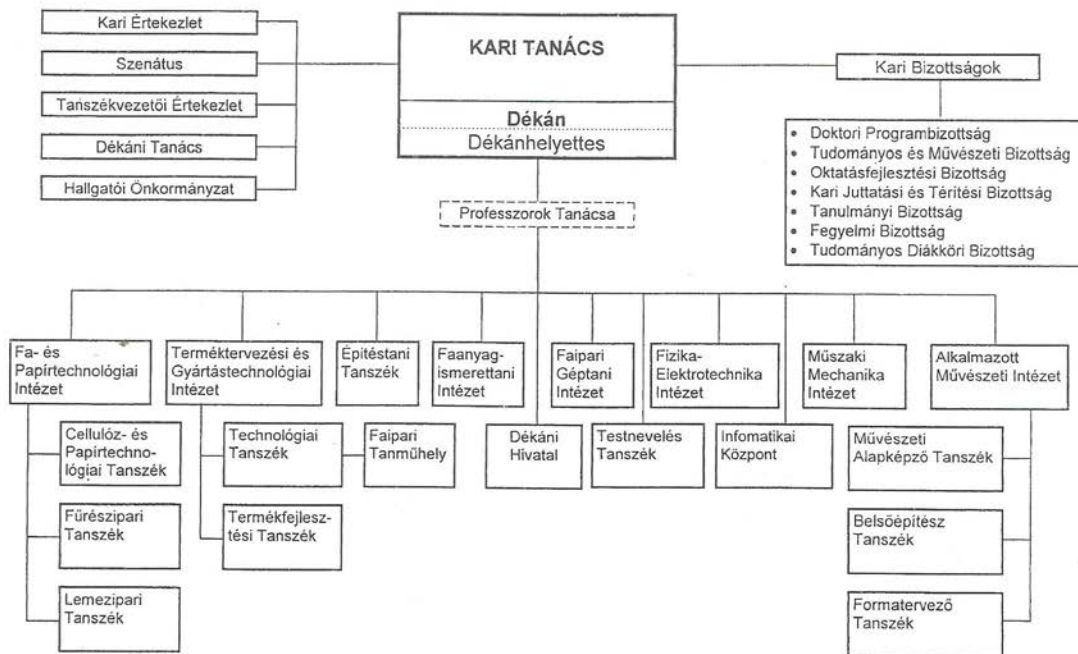 Kari Értekezlet
Szenátus
Tanszékvezetői Értekezlet
Dékáni Tanács
Hallgatói Önkormányzat
KARI TANÁCS
Dékán
Dékánhelyettes
Professzorok Tanácsa
Kari Bizottságok
• Doktori Programbizottság
• Tudományos és Művészeti Bizottság
• Oktatásfejlesztési Bizottság
• Kari Juttatási és Térítési Bizottság
• Tanulmányi Bizottság
• Fegyelmi Bizottság
• Tudományos Diákköri Bizottság
Fa- és
Papírtechnológiai
Intézet
Terméktervezési és
Gyártástechnológiai
Intézet
Építéstani
Tanszék
Faanyag-
ismerettani
Intézet
Faipari
Géptani
Intézet
Fizika-
Elektrotechnika
Intézet
Műszaki
Mechanika
Intézet
Alkalmazott
Művészeti Intézet
Cellulóz- és
Papírtechno-
lógiai Tanszék
Fűrészipari
Tanszék
Lemezipari
Tanszék
Technológiai
Tanszék
Faipari
Tanműhely
Termékfejlesz-
tési Tanszék
Dékáni
Hivatal
Testnevelés
Tanszék
Infomatikai
Központ
Művészeti
Alapképző Tanszék
Belsőépítész
Tanszék
Formatervező
Tanszék